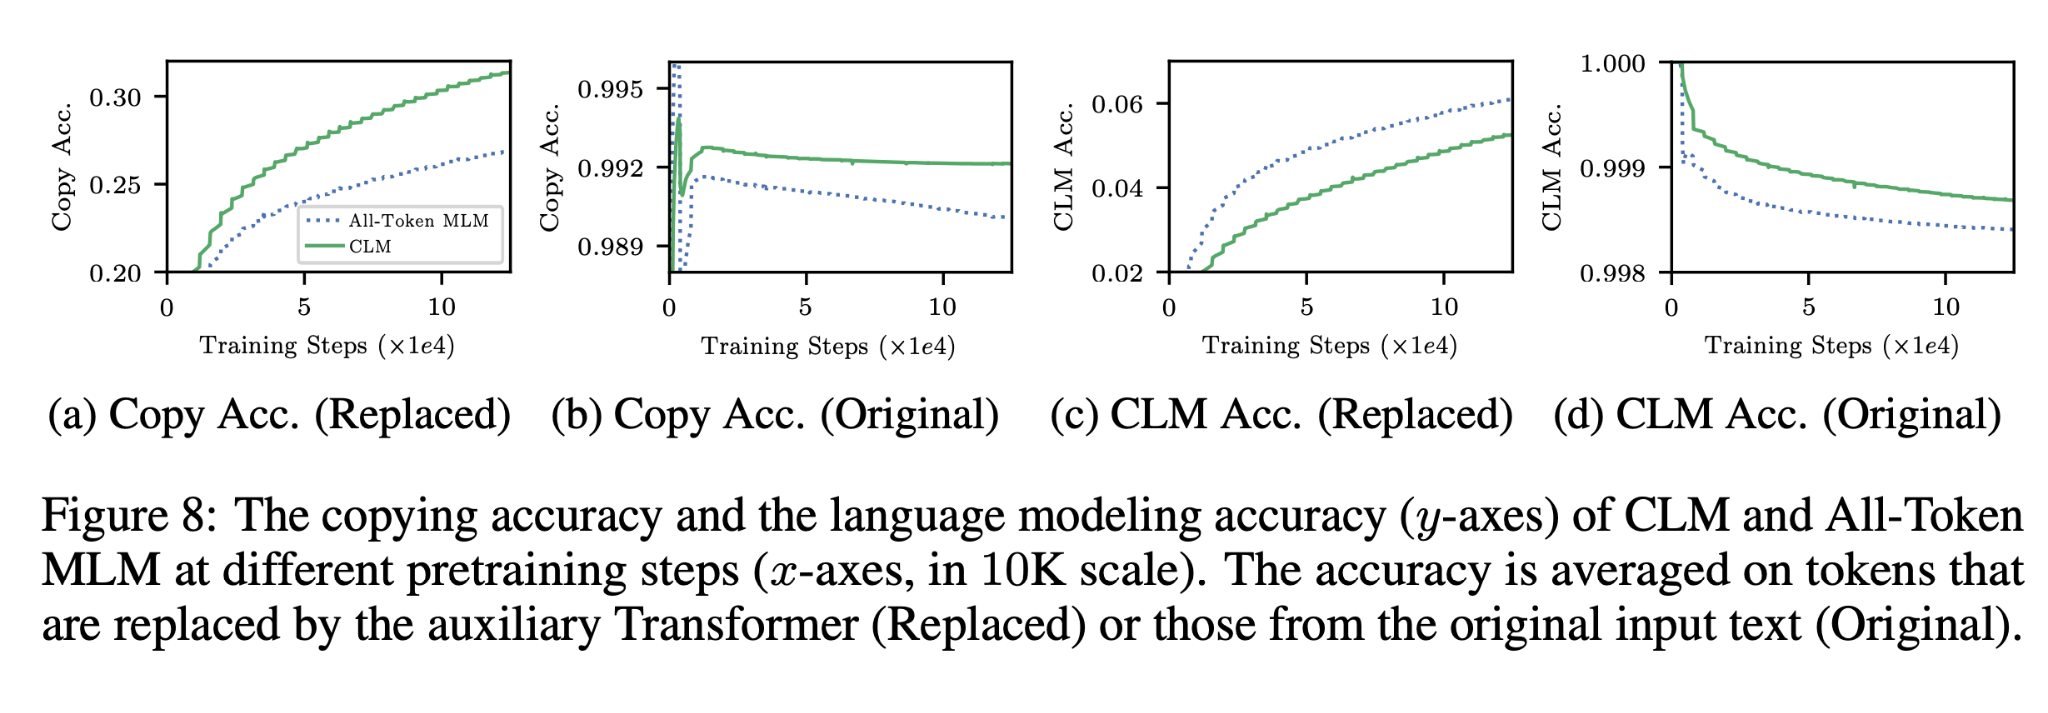 0.30
0.25
0.20
Copy Acc.
All-Token MLM
CLM
0 5 10
Training Steps (×1e4)
(a) Copy Acc. (Replaced)
0.995
0.992
0.989
Copy Acc.
0 5 10
Training Steps (×1e4)
(b) Copy Acc. (Original)
0.06
0.04
0.02
CLM Acc.
0 5 10
Training Steps (×1e4)
(c) CLM Acc. (Replaced)
1.000
0.999
0.998
CLM Acc.
0 5 10
Training Steps (×1e4)
(d) CLM Acc. (Original)
Figure 8: The copying accuracy and the language modeling accuracy (y-axes) of CLM and All-Token
MLM at different pretraining steps (x-axes, in 10K scale). The accuracy is averaged on tokens that
are replaced by the auxiliary Transformer (Replaced) or those from the original input text (Original).